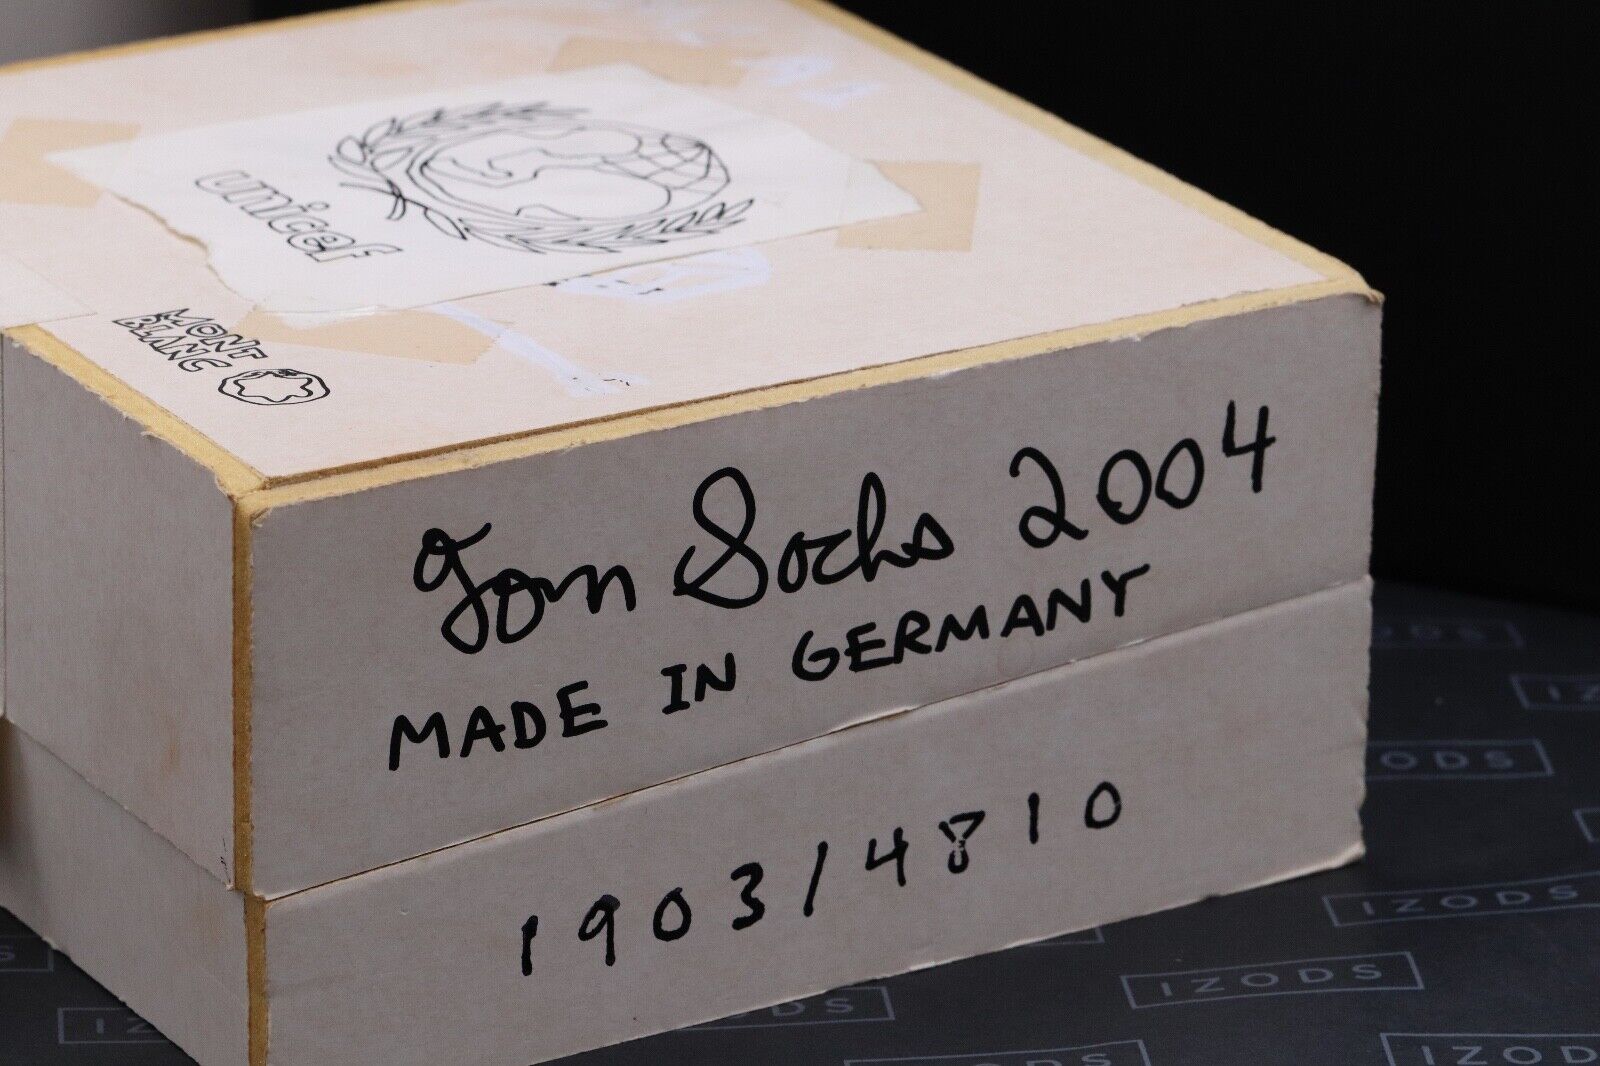 unicef
MONT
BLANC
Tom Sachs 2004
MADE IN GERMANY
1903/4810
IZODS
IZODS
IZODS
IZODS